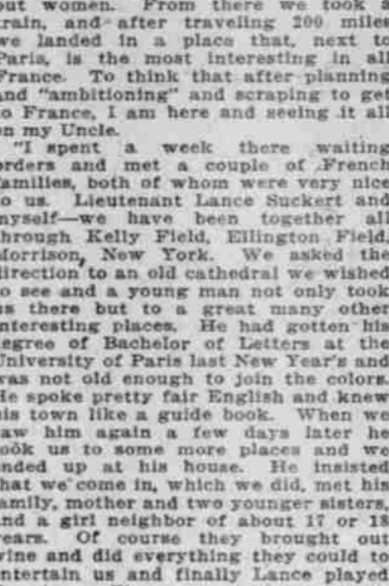 out women. From there we took a
train, and after traveling 200 miles
we landed in a place that, next to
Paris, is the most interesting in all
France. To think that after planning
and "ambitioning" and scraping to get
to France, I am here and seeing it all
on my Uncle.
"I spent a week there waiting
orders and met a couple of French
families, both of whom were very nice
to us. Lieutenant Lance Suckert and
myself—we have been together all
through Kelly Field, Ellington Field,
Morrison, New York. We asked the
direction to an old cathedral we wished
to see and a young man not only took
us there but to a great many other
interesting places. He had gotten his
degree of Bachelor of Letters at the
University of Paris last New Year's and
was not old enough to join the colors.
He spoke pretty fair English and knew
his town like a guide book. When we
saw him again a few days later he
took us to some more places and we
ended up at his house. He insisted
that we come in, which we did, met his
family, mother and two younger sisters,
and a girl neighbor of about 17 or 18
years. Of course they brought out
wine and did everything they could to
entertain us and finally Lance played